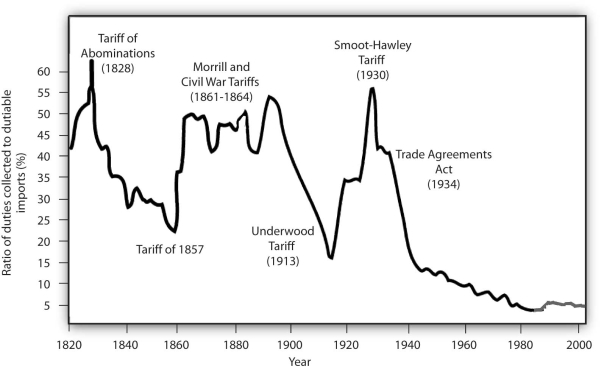 Tariff of
Abominations
(1828)
Smoot-Hawley
Tariff
(1930)
Morrill and
Civil War Tariffs
(1861-1864)
Trade Agreements
Act
(1934)
Tariff of 1857
Underwood
Tariff
(1913)
Ratio of duties collected to dutiable
imports (%)
60
55
50
45
40
35
30
25
20
15
10
5
1820 1840 1860 1880 1900 1920 1940 1960 1980 2000
Year